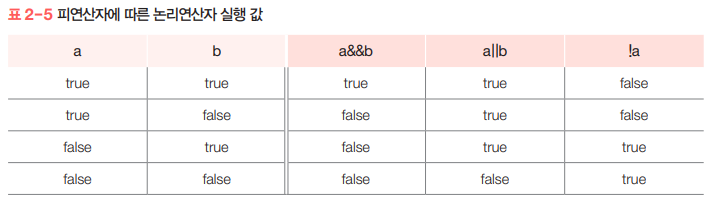 표 2-5 피연산자에 따른 논리연산자 실행 값
a b a&&b a||b !a
true true true true false
true false false true false
false true false true true
false false false false true